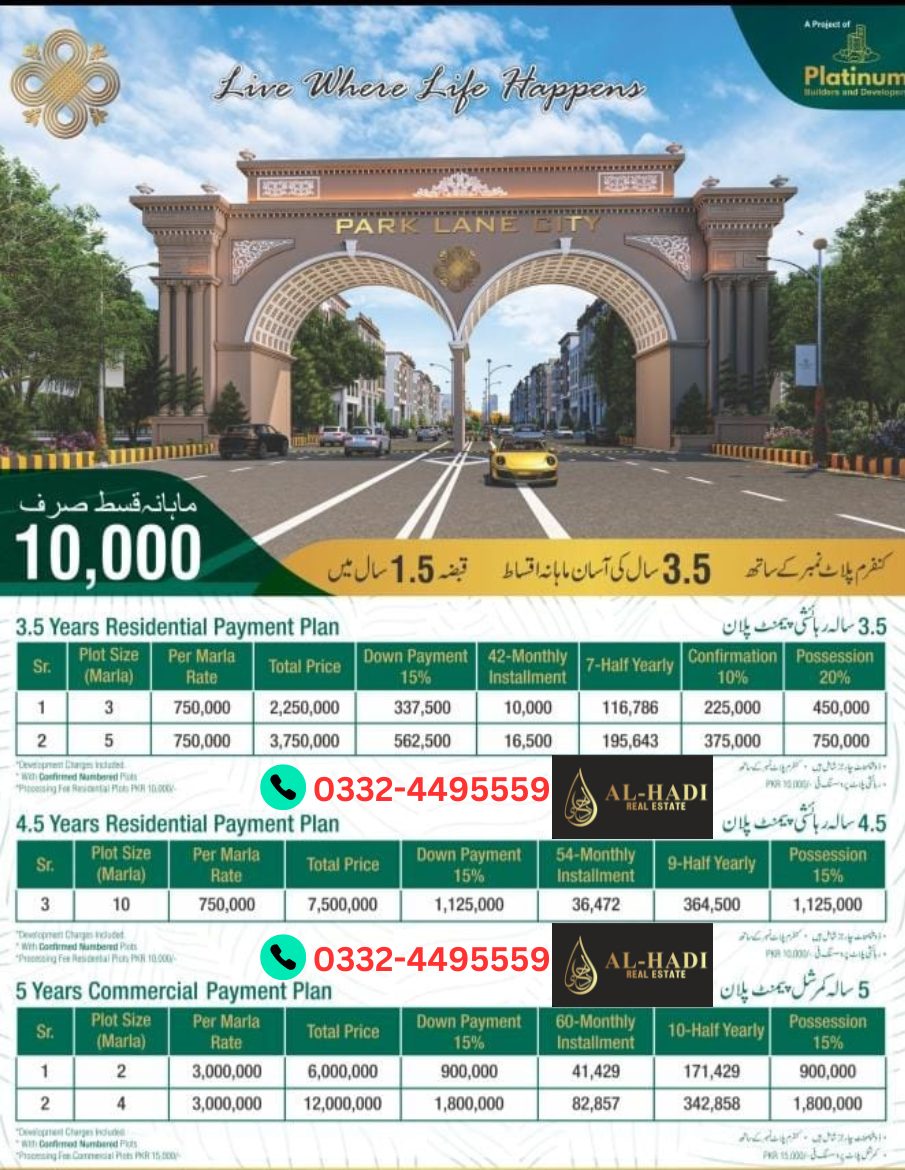 A Project of
Platinum
Builders and Developers
Live Where Life Happens
PARK LANE CITY
ماہانہ قسط صرف
10,000
کنفرم پلاٹ نمبر کے ساتھ 3.5 سال کی آسان ماہانہ اقساط قبضہ 1.5 سال میں
3.5 Years Residential Payment Plan 3.5 سالہ رہائشی پیمنٹ پلان
Sr. Plot Size (Marla) Per Marla Rate Total Price Down Payment 15% 42-Monthly Installment 7-Half Yearly Confirmation 10% Possession 20%
1 3 750,000 2,250,000 337,500 10,000 116,786 225,000 450,000
2 5 750,000 3,750,000 562,500 16,500 195,643 375,000 750,000
*Development Charges Included
* With Confirmed Numbered Plots
*Processing Fee Residential Plots PKR 10,000/-
0332-4495559
AL-HADI
REAL ESTATE
4.5 Years Residential Payment Plan 4.5 سالہ رہائشی پیمنٹ پلان
Sr. Plot Size (Marla) Per Marla Rate Total Price Down Payment 15% 54-Monthly Installment 9-Half Yearly Possession 15%
3 10 750,000 7,500,000 1,125,000 36,472 364,500 1,125,000
*Development Charges Included
* With Confirmed Numbered Plots
*Processing Fee Residential Plots PKR 10,000/-
0332-4495559
AL-HADI
REAL ESTATE
5 Years Commercial Payment Plan 5 سالہ کمرشل پیمنٹ پلان
Sr. Plot Size (Marla) Per Marla Rate Total Price Down Payment 15% 60-Monthly Installment 10-Half Yearly Possession 15%
1 2 3,000,000 6,000,000 900,000 41,429 171,429 900,000
2 4 3,000,000 12,000,000 1,800,000 82,857 342,858 1,800,000
*Development Charges Included
* With Confirmed Numbered Plots
*Processing Fee Commercial Plots PKR 15,000/-